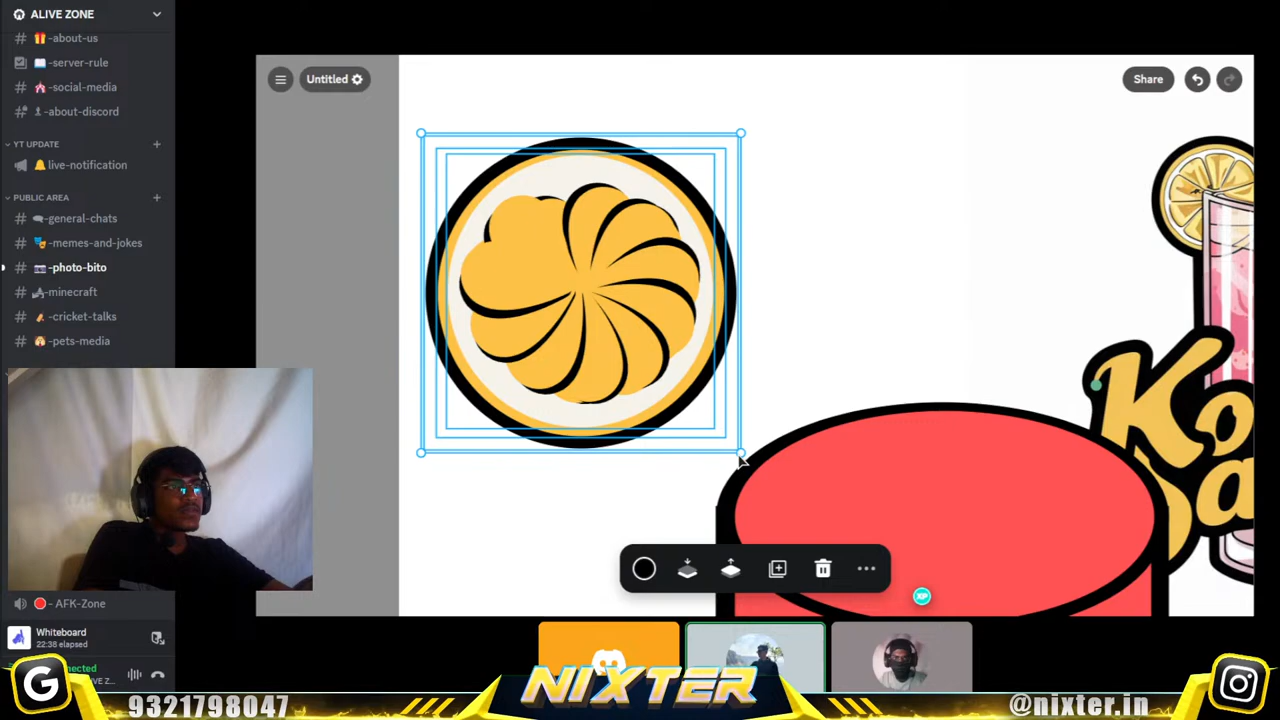 ALIVE ZONE
-about-us
-server-rule
-social-media
-about-discord
YT UPDATE
live-notification
PUBLIC AREA
-general-chats
-memes-and-jokes
-photo-bito
-minecraft
-cricket-talks
-pets-media
- AFK-Zone
Whiteboard
22:38 elapsed
Untitled
Share
XP
NIXTER
G
9321798047
@nixter.in